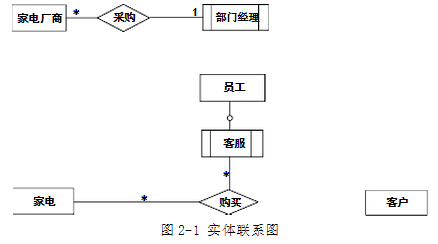 家电厂商 * 采购 1 部门经理
员工
客服
*
家电 * 购买 客户
图2-1 实体联系图